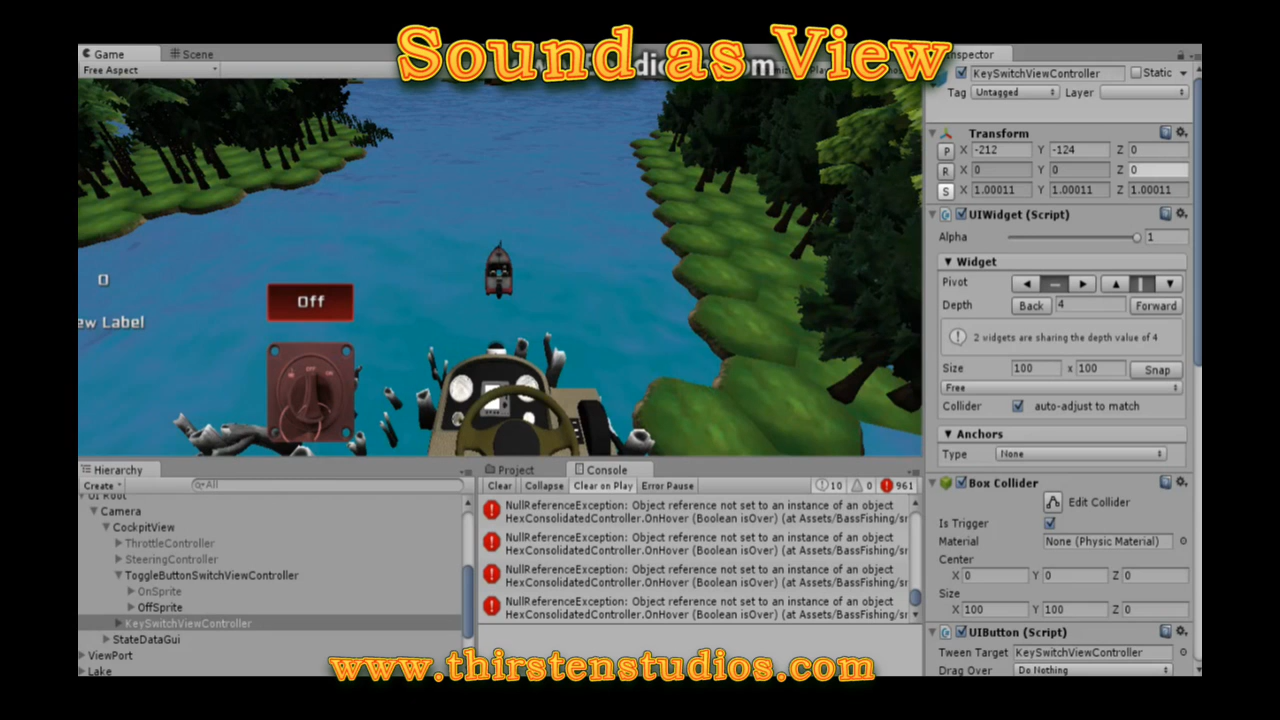 Sound as View
Game
Scene
Free Aspect
0
ew Label
Off
OFF
Hierarchy
Create
All
UI Root
Camera
CockpitView
ThrottleController
SteeringController
ToggleButtonSwitchViewController
OnSprite
OffSprite
KeySwitchViewController
StateDataGui
ViewPort
Lake
Project
Console
Clear
Collapse
Clear on Play
Error Pause
10
0
961
NullReferenceException: Object reference not set to an instance of an object
HexConsolidatedController.OnHover (Boolean isOver) (at Assets/BassFishing/sr
NullReferenceException: Object reference not set to an instance of an object
HexConsolidatedController.OnHover (Boolean isOver) (at Assets/BassFishing/sr
NullReferenceException: Object reference not set to an instance of an object
HexConsolidatedController.OnHover (Boolean isOver) (at Assets/BassFishing/sr
NullReferenceException: Object reference not set to an instance of an object
HexConsolidatedController.OnHover (Boolean isOver) (at Assets/BassFishing/sr
nspector
KeySwitchViewController
Static
Tag Untagged Layer
Transform
P X -212 Y -124 Z 0
R X 0 Y 0 Z 0
S X 1.00011 Y 1.00011 Z 1.00011
UIWidget (Script)
Alpha 1
Widget
Pivot
Depth Back 4 Forward
2 widgets are sharing the depth value of 4
Size 100 x 100 Snap
Free
Collider auto-adjust to match
Anchors
Type None
Box Collider
Edit Collider
Is Trigger
Material None (Physic Material)
Center
X 0 Y 0 Z 0
Size
X 100 Y 100 Z 0
UIButton (Script)
Tween Target KeySwitchViewController
Drag Over Do Nothing
www.thirstenstudios.com